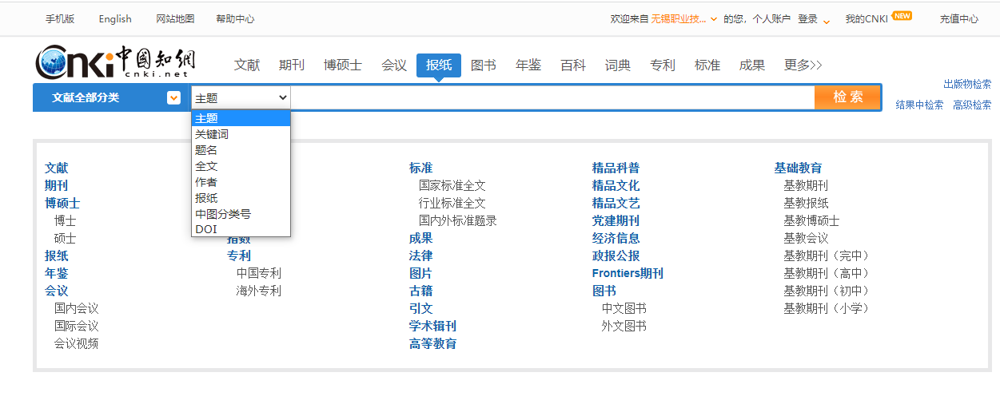 手机版 English 网站地图 帮助中心 欢迎来自 无锡职业技... 的您，个人账户 登录 我的CNKI NEW 充值中心
Cnki 中國知網
cnki.net
文献 期刊 博硕士 会议 报纸 图书 年鉴 百科 词典 专利 标准 成果 更多>>
出版物检索
文献全部分类 主题 检 索
结果中检索 高级检索
主题
关键词
题名
全文
作者
报纸
中图分类号
DOI
文献
期刊
博硕士
博士
硕士
报纸
年鉴
会议
国内会议
国际会议
会议视频
指数
专利
中国专利
海外专利
标准
国家标准全文
行业标准全文
国内外标准题录
成果
法律
图片
古籍
引文
学术辑刊
高等教育
精品科普
精品文化
精品文艺
党建期刊
经济信息
政报公报
Frontiers期刊
图书
中文图书
外文图书
基础教育
基教期刊
基教报纸
基教博硕士
基教会议
基教期刊（完中）
基教期刊（高中）
基教期刊（初中）
基教期刊（小学）